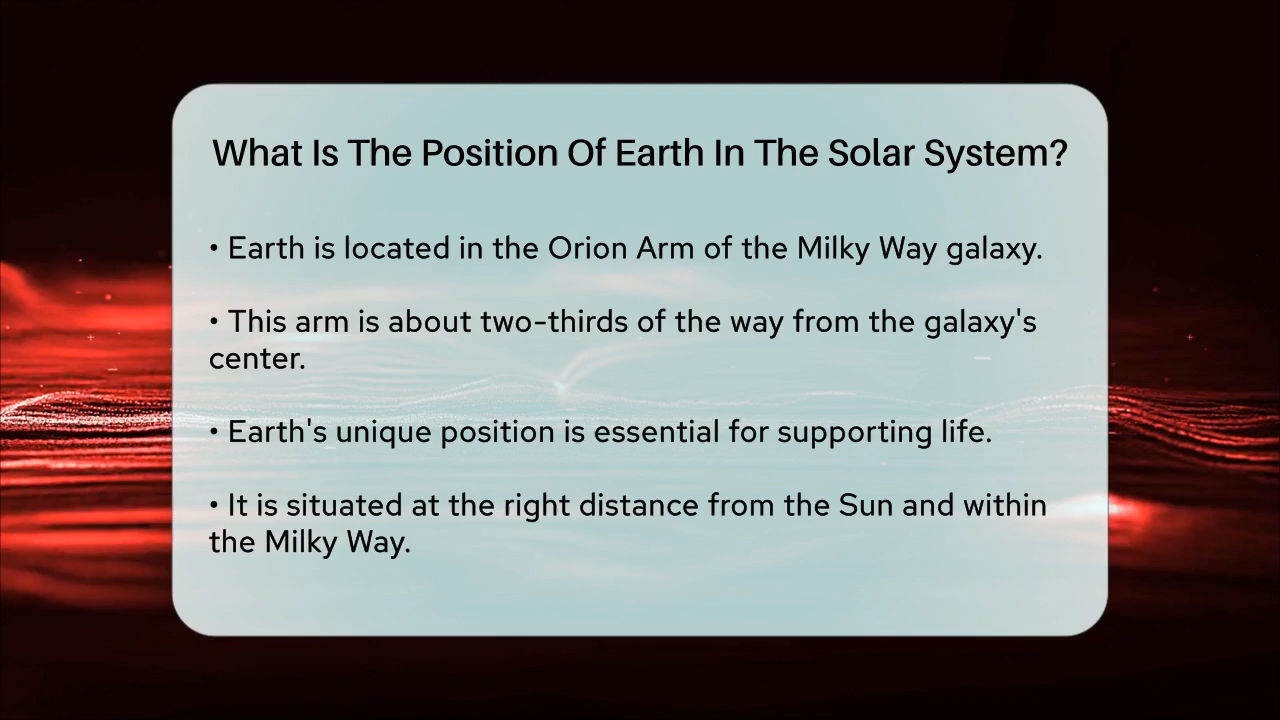 What Is The Position Of Earth In The Solar System?
• Earth is located in the Orion Arm of the Milky Way galaxy.
• This arm is about two-thirds of the way from the galaxy's
center.
• Earth's unique position is essential for supporting life.
• It is situated at the right distance from the Sun and within
the Milky Way.